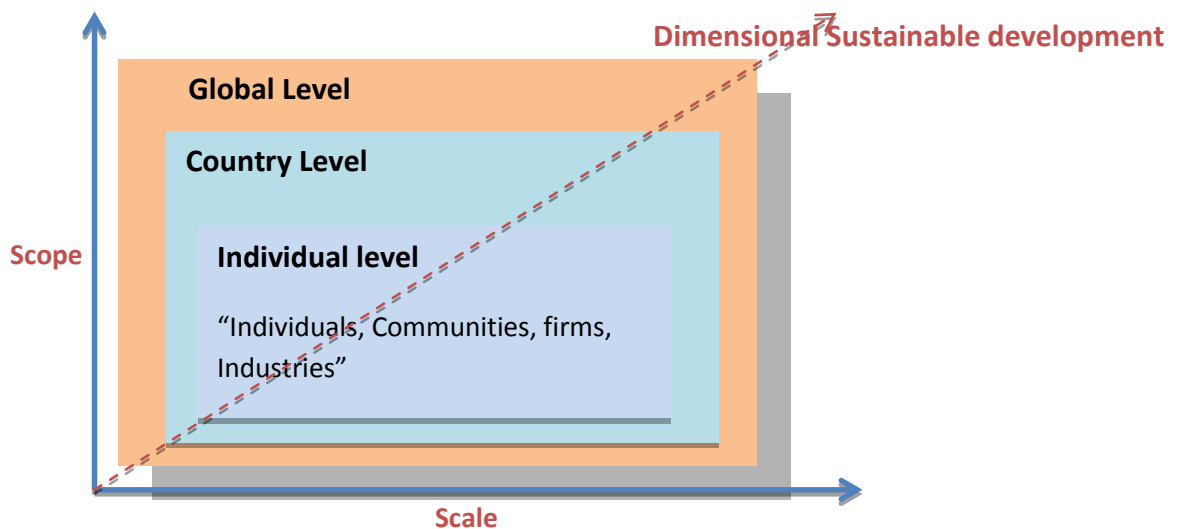 Dimensional Sustainable development
Global Level
Country Level
Scope
Individual level
“Individuals, Communities, firms,
Industries”
Scale